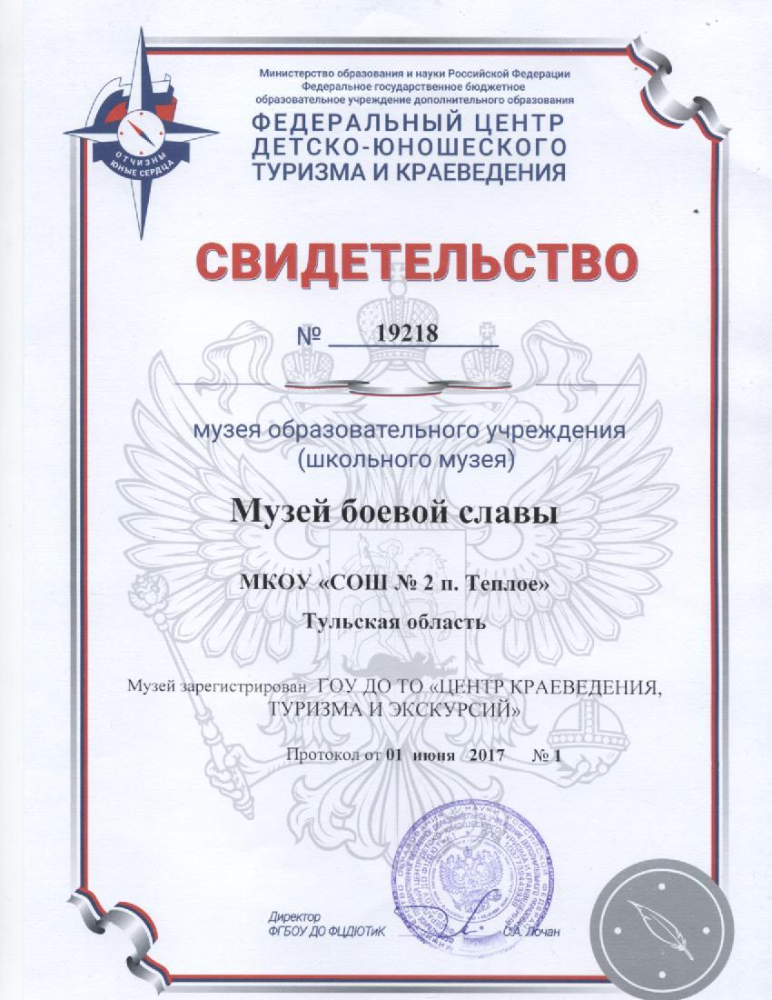 Министерство образования и науки Российской Федерации
Федеральное государственное бюджетное
образовательное учреждение дополнительного образования
ФЕДЕРАЛЬНЫЙ ЦЕНТР
ДЕТСКО-ЮНОШЕСКОГО
ТУРИЗМА И КРАЕВЕДЕНИЯ
ОТЧИЗНЫ
ЮНЫЕ СЕРДЦА
СВИДЕТЕЛЬСТВО
№ 19218
музея образовательного учреждения
(школьного музея)
Музей боевой славы
МКОУ «СОШ № 2 п. Теплое»
Тульская область
Музей зарегистрирован ГОУ ДО ТО «ЦЕНТР КРАЕВЕДЕНИЯ,
ТУРИЗМА И ЭКСКУРСИЙ»
Протокол от 01 июня 2017 № 1
Директор
ФГБОУ ДО ФЦДЮТиК С.А. Лочан